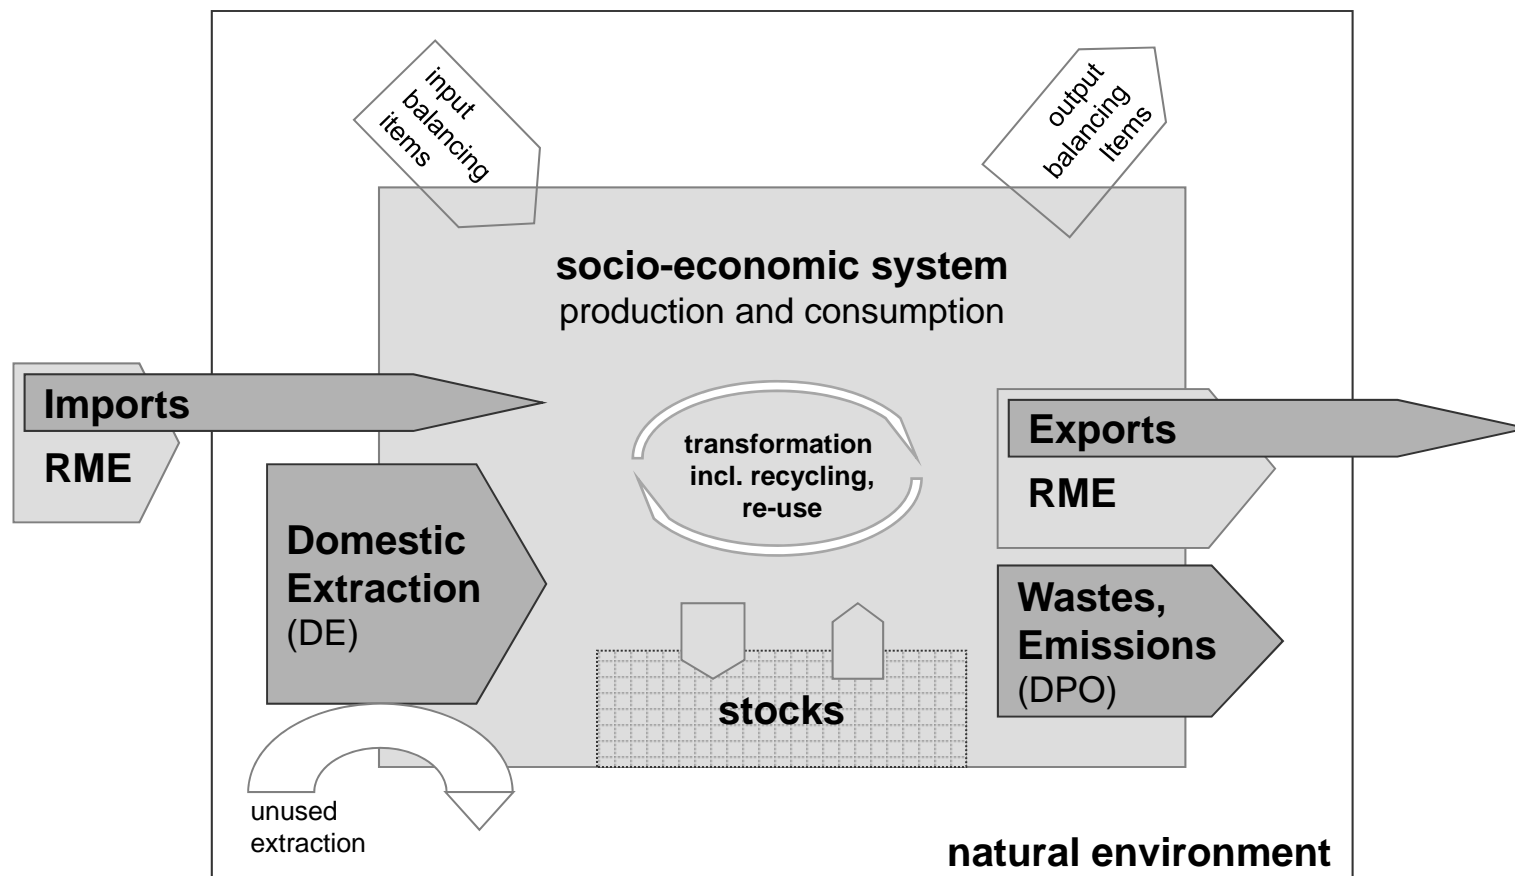 input
balancing
items
output
balancing
Items
socio-economic system
production and consumption
Imports
RME
transformation
incl. recycling,
re-use
Exports
RME
Domestic
Extraction
(DE)
Wastes,
Emissions
(DPO)
stocks
unused
extraction
natural environment